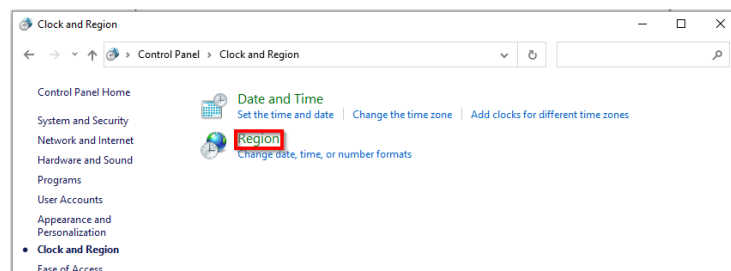 Clock and Region
Control Panel > Clock and Region
Control Panel Home
System and Security
Network and Internet
Hardware and Sound
Programs
User Accounts
Appearance and
Personalization
Clock and Region
Ease of Access
Date and Time
Set the time and date | Change the time zone | Add clocks for different time zones
Region
Change date, time, or number formats